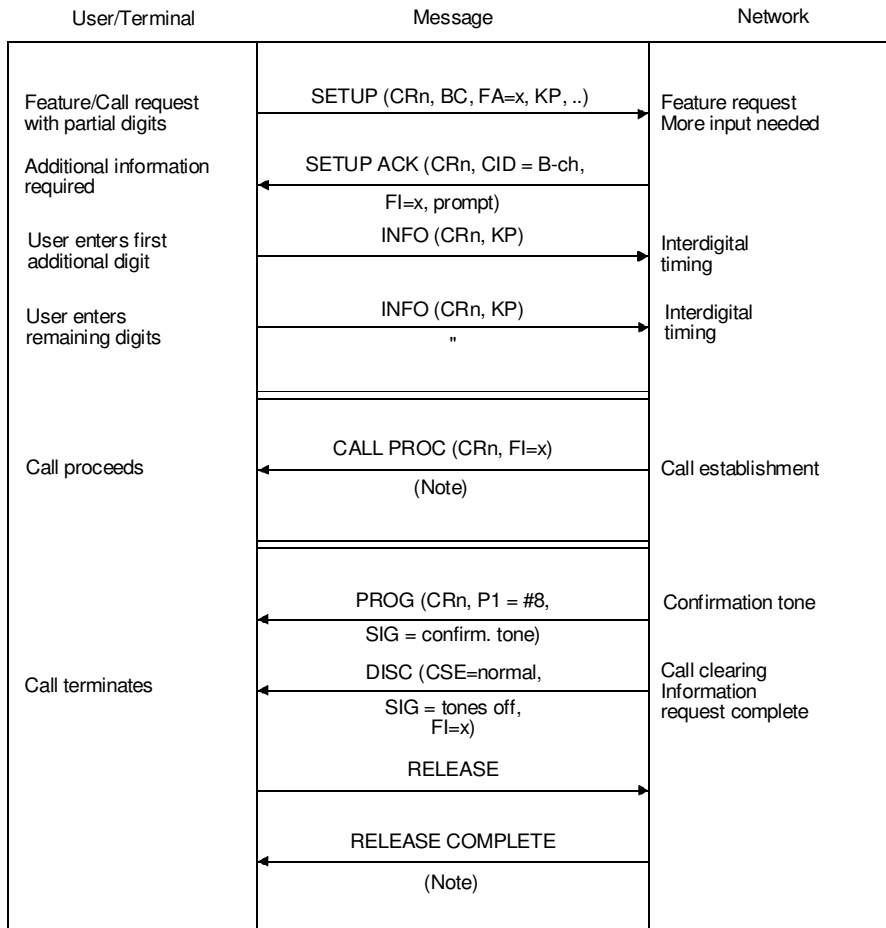 User/Terminal Message Network
Feature/Call request
with partial digits
SETUP (CRn, BC, FA=x, KP, ..)
Feature request
More input needed
Additional information
required
SETUP ACK (CRn, CID = B-ch,
FI=x, prompt)
User enters first
additional digit
INFO (CRn, KP)
Interdigital
timing
User enters
remaining digits
INFO (CRn, KP)
"
Interdigital
timing
Call proceeds
CALL PROC (CRn, FI=x)
(Note)
Call establishment
PROG (CRn, P1 = #8,
SIG = confirm. tone)
Confirmation tone
Call terminates
DISC (CSE=normal,
SIG = tones off,
FI=x)
Call clearing
Information
request complete
RELEASE
RELEASE COMPLETE
(Note)